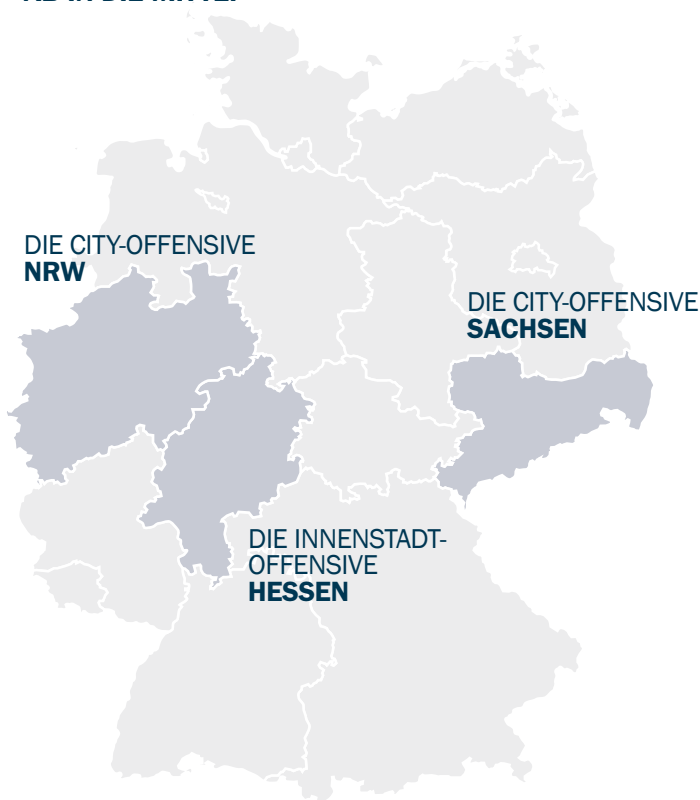 DIE CITY-OFFENSIVE
NRW
DIE CITY-OFFENSIVE
SACHSEN
DIE INNENSTADT-
OFFENSIVE
HESSEN